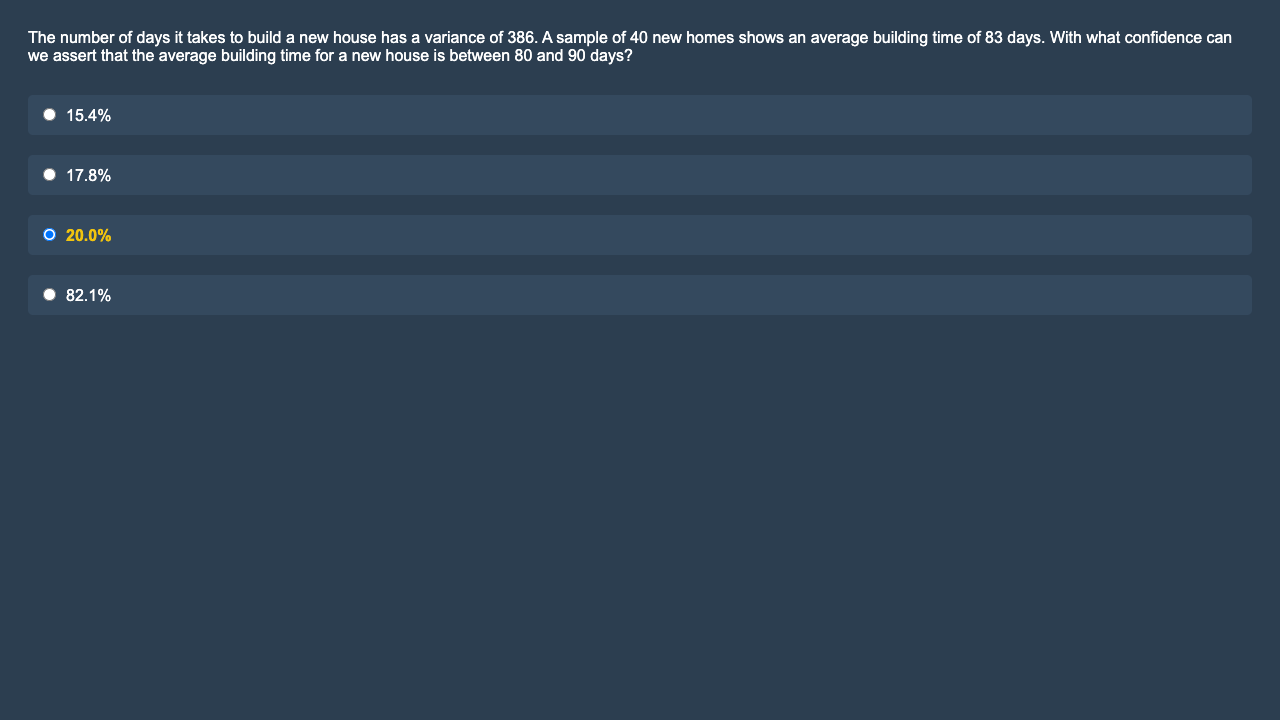 The number of days it takes to build a new house has a variance of 386. A sample of 40 new homes shows an average building time of 83 days. With what confidence can
we assert that the average building time for a new house is between 80 and 90 days?
15.4%
17.8%
20.0%
82.1%